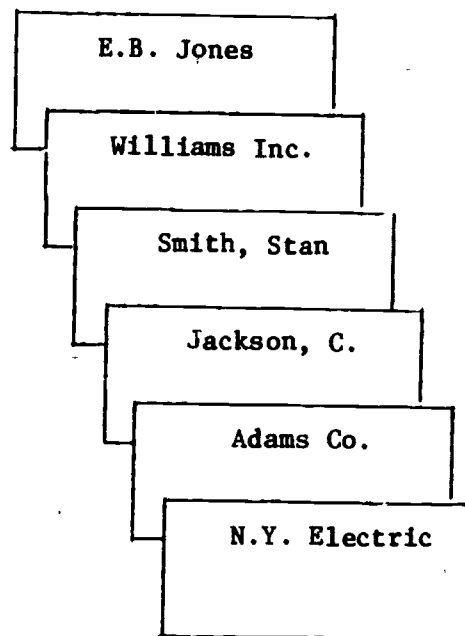 E.B. Jones
Williams Inc.
Smith, Stan
Jackson, C.
Adams Co.
N.Y. Electric